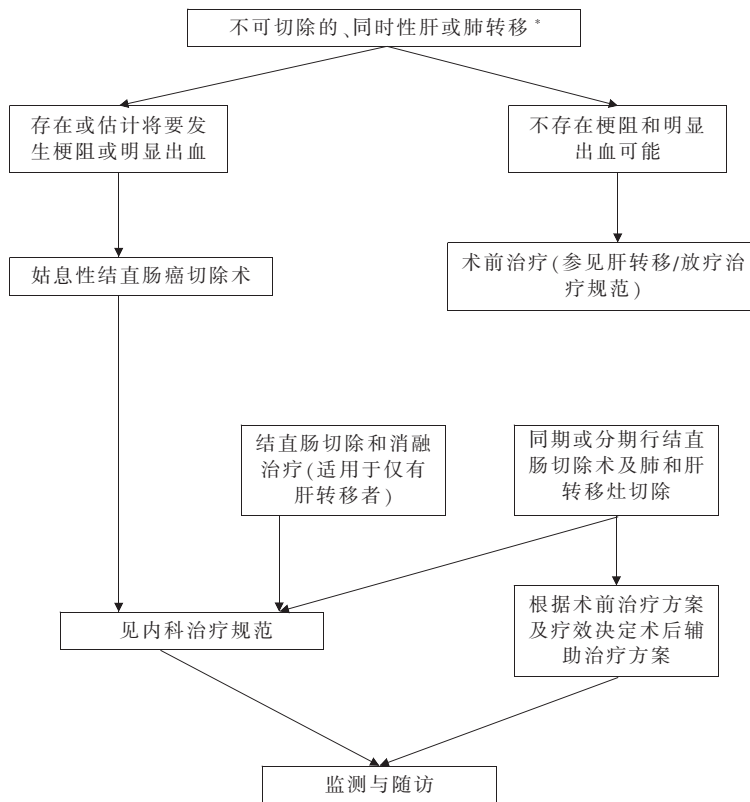 不可切除的、同时性肝或肺转移*
存在或估计将要发
生梗阻或明显出血
不存在梗阻和明显
出血可能
姑息性结直肠癌切除术
术前治疗(参见肝转移/放疗治
疗规范)
结直肠切除和消融
治疗(适用于仅有
肝转移者)
同期或分期行结直
肠切除术及肺和肝
转移灶切除
见内科治疗规范
根据术前治疗方案
及疗效决定术后辅
助治疗方案
监测与随访